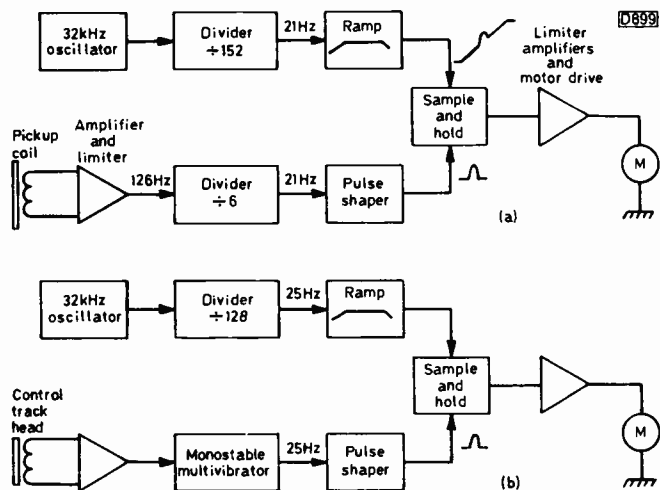 D899
32kHz
oscillator
Divider
÷152
21Hz
Ramp
Sample
and
hold
Limiter
amplifiers
and
motor drive
M
Pickup
coil
Amplifier
and
limiter
126Hz
Divider
÷6
21Hz
Pulse
shaper
(a)
32kHz
oscillator
Divider
÷128
25Hz
Ramp
Sample
and
hold
M
Control
track
head
Monostable
multivibrator
25Hz
Pulse
shaper
(b)